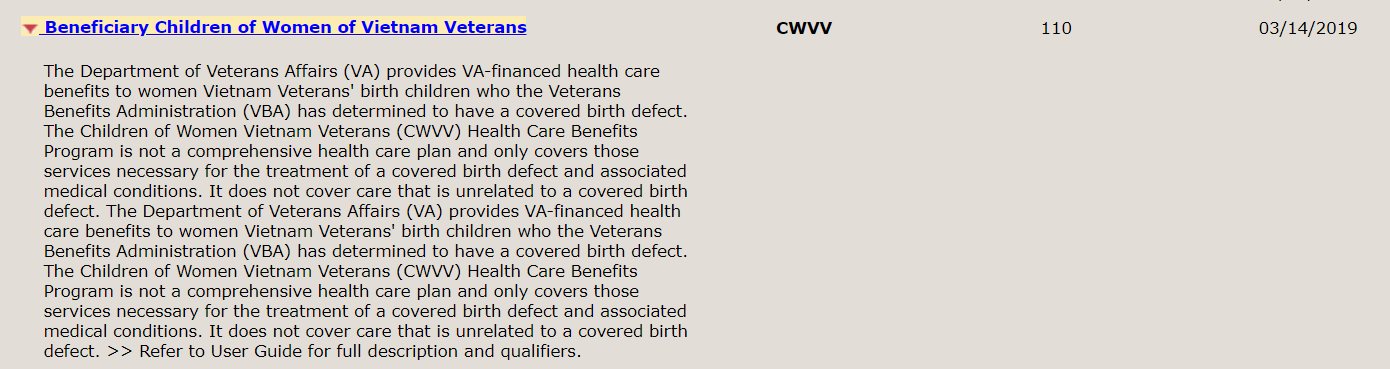 Beneficiary Children of Women of Vietnam Veterans CWVV 110 03/14/2019
The Department of Veterans Affairs (VA) provides VA-financed health care
benefits to women Vietnam Veterans' birth children who the Veterans
Benefits Administration (VBA) has determined to have a covered birth defect.
The Children of Women Vietnam Veterans (CWVV) Health Care Benefits
Program is not a comprehensive health care plan and only covers those
services necessary for the treatment of a covered birth defect and associated
medical conditions. It does not cover care that is unrelated to a covered birth
defect. The Department of Veterans Affairs (VA) provides VA-financed health
care benefits to women Vietnam Veterans' birth children who the Veterans
Benefits Administration (VBA) has determined to have a covered birth defect.
The Children of Women Vietnam Veterans (CWVV) Health Care Benefits
Program is not a comprehensive health care plan and only covers those
services necessary for the treatment of a covered birth defect and associated
medical conditions. It does not cover care that is unrelated to a covered birth
defect. >> Refer to User Guide for full description and qualifiers.